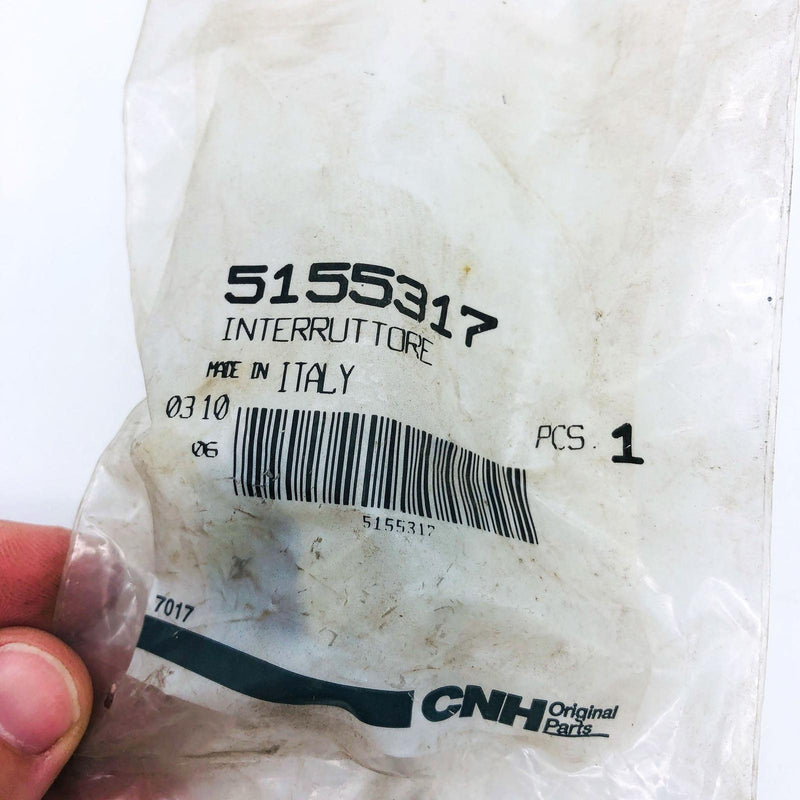 5155317
INTERRUTTORE
MADE IN ITALY
0310
06
PCS. 1
5155317
7017
CNH Original
Parts